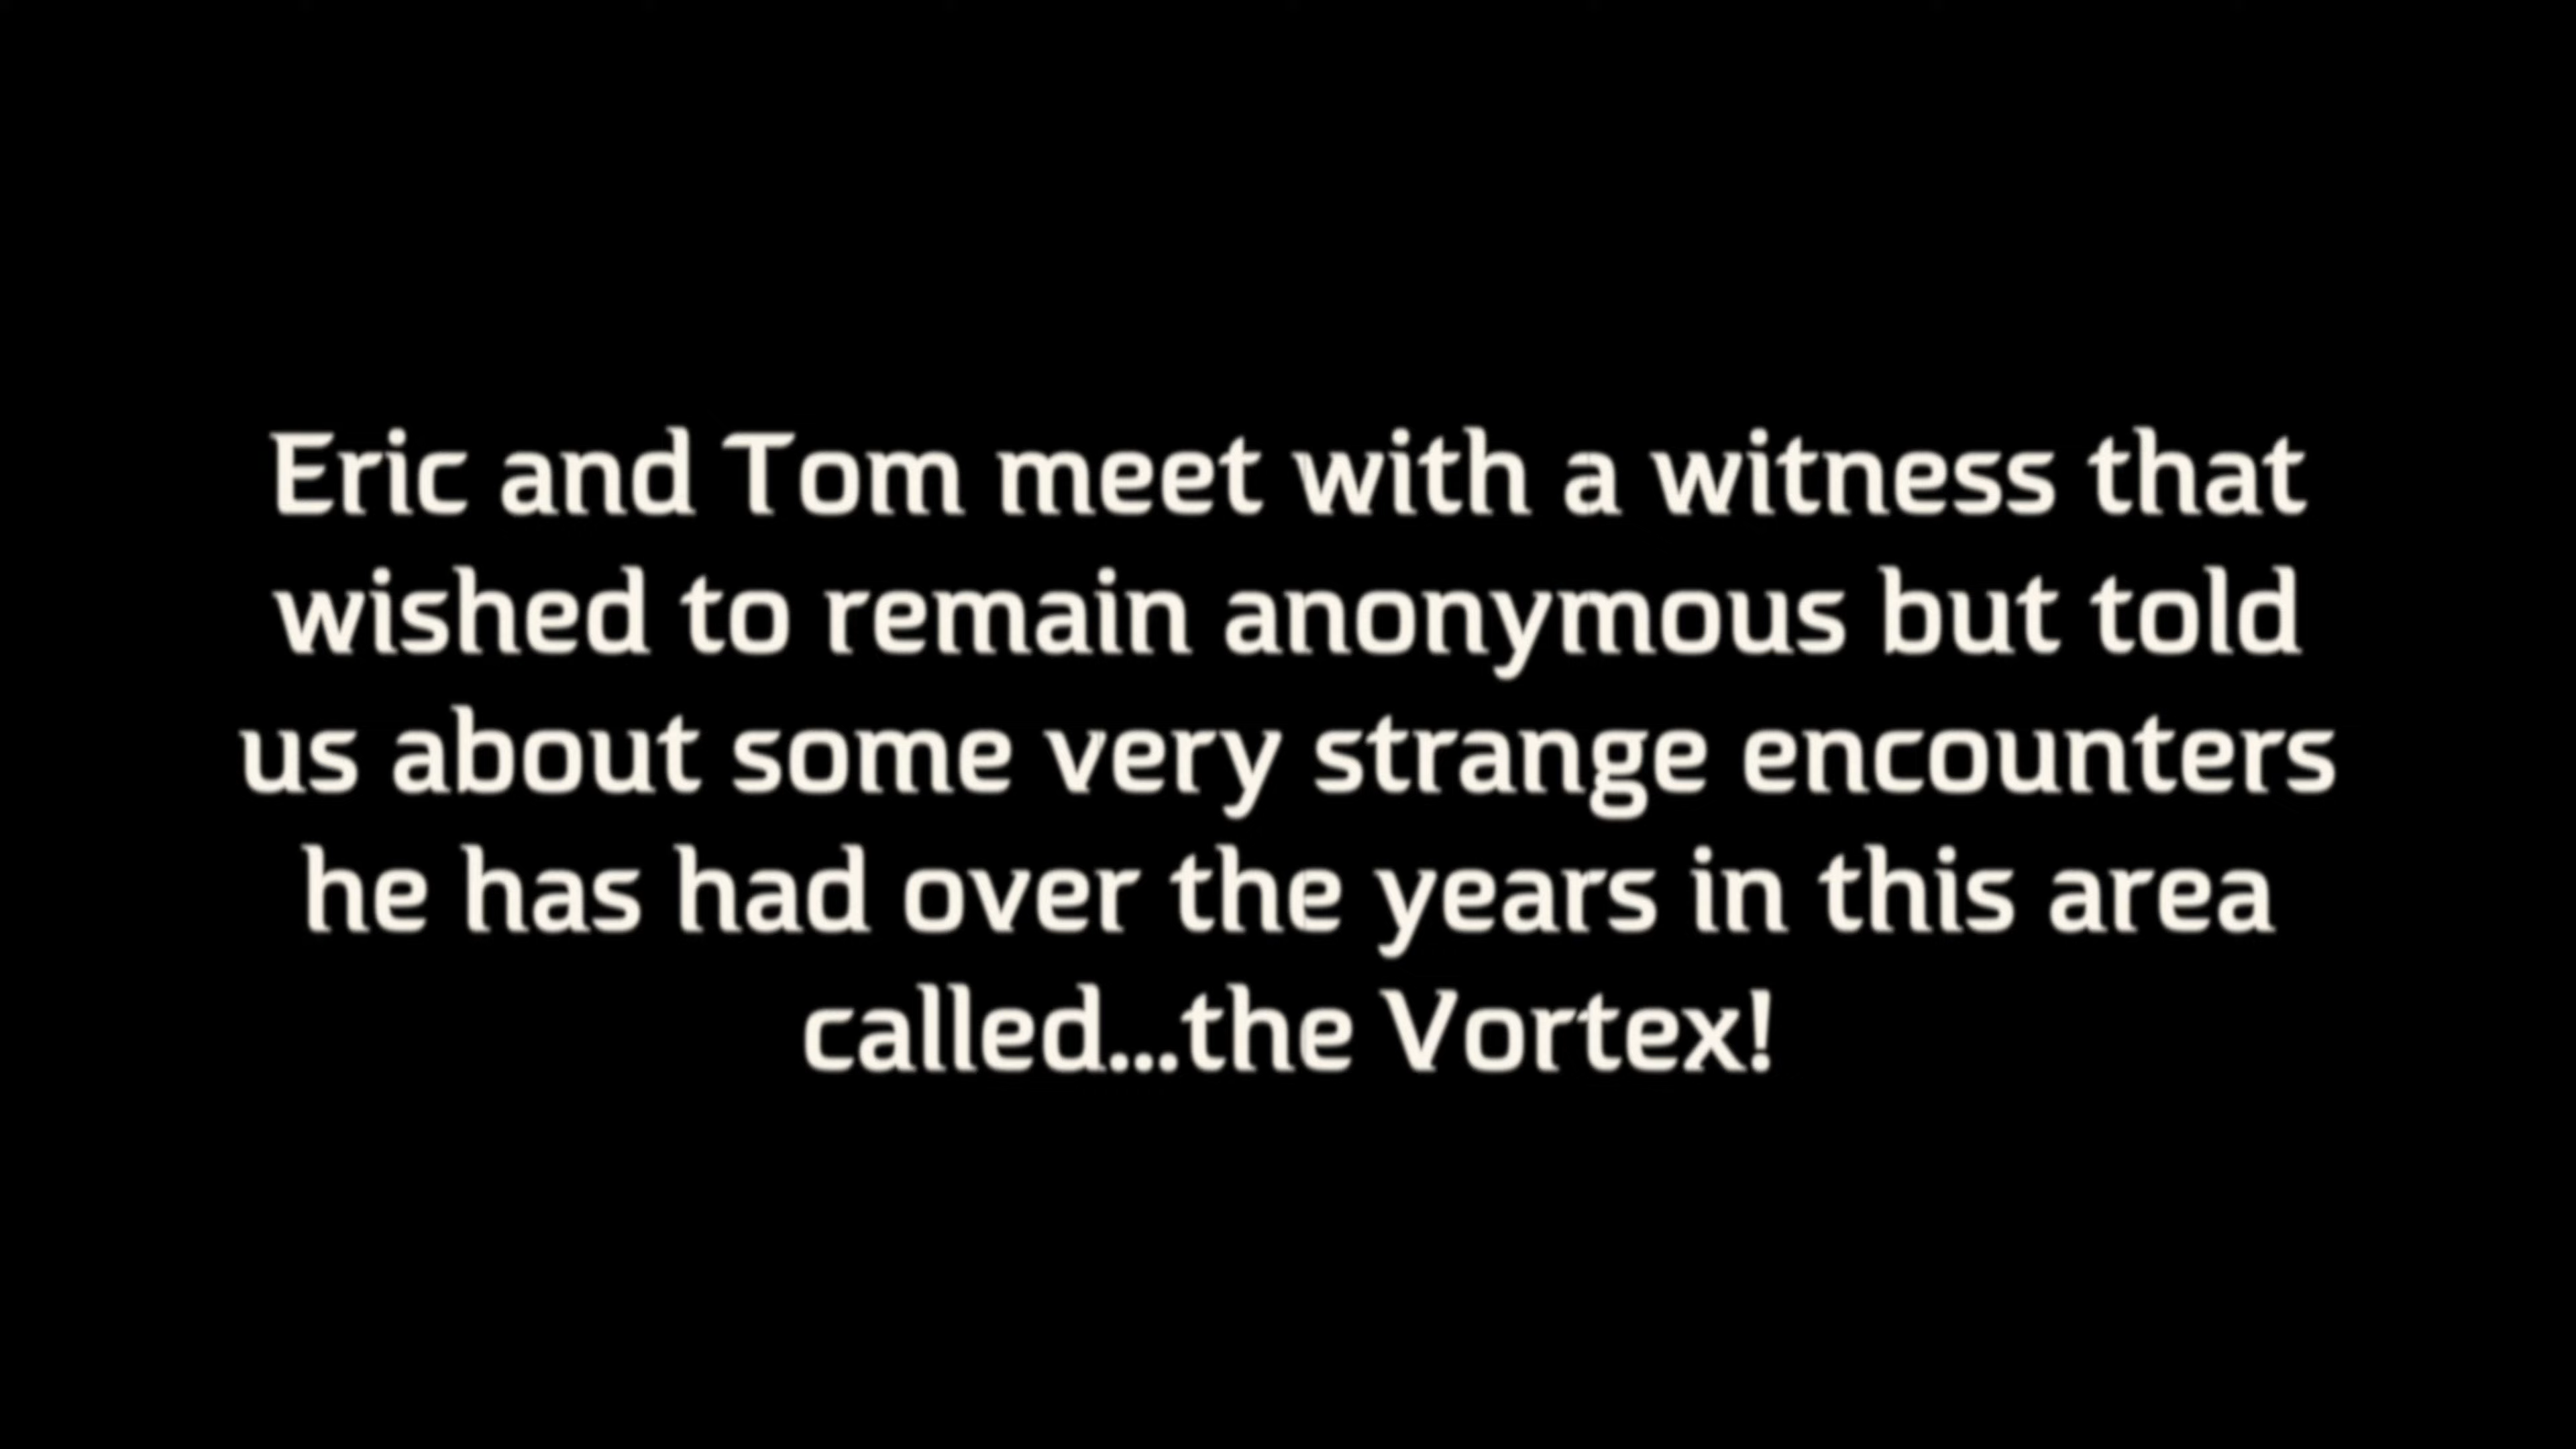 Eric and Tom meet with a witness that
wished to remain anonymous but told
us about some very strange encounters
he has had over the years in this area
called...the Vortex!